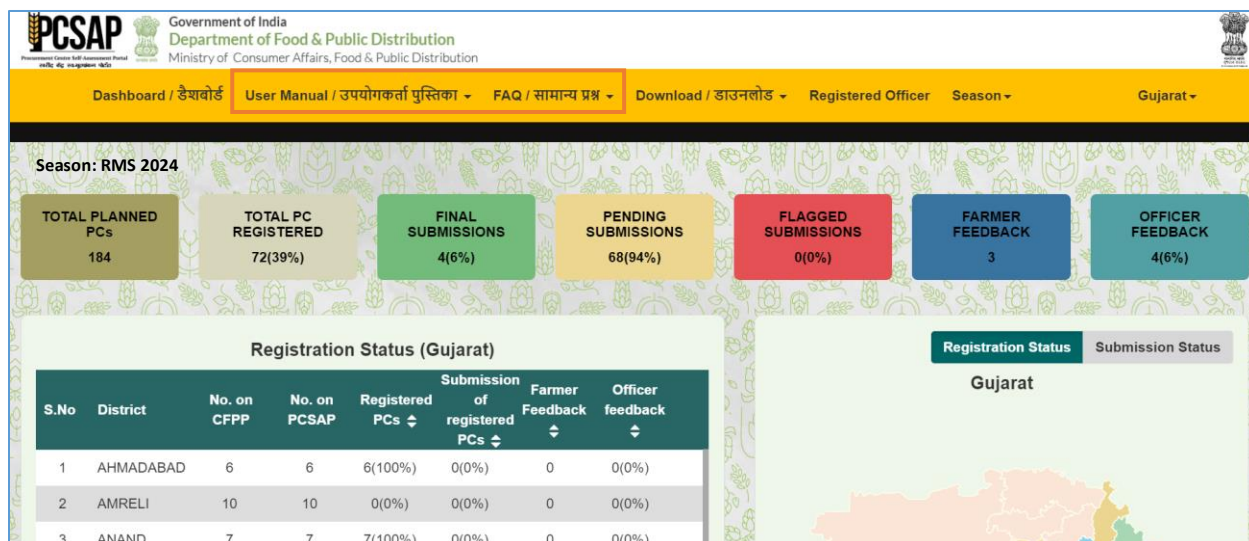 PCSAP
Procurement Centre Self Assessment Portal
Government of India
Department of Food & Public Distribution
Ministry of Consumer Affairs, Food & Public Distribution
Dashboard / डैशबोर्ड User Manual / उपयोगकर्ता पुस्तिका FAQ / सामान्य प्रश्न Download / डाउनलोड Registered Officer Season Gujarat
Season: RMS 2024
TOTAL PLANNED PCs 184
TOTAL PC REGISTERED 72(39%)
FINAL SUBMISSIONS 4(6%)
PENDING SUBMISSIONS 68(94%)
FLAGGED SUBMISSIONS 0(0%)
FARMER FEEDBACK 3
OFFICER FEEDBACK 4(6%)
Registration Status (Gujarat)
S.No District No. on CFPP No. on PCSAP Registered PCs Submission of registered PCs Farmer Feedback Officer feedback
1 AHMADABAD 6 6 6(100%) 0(0%) 0 0(0%)
2 AMRELI 10 10 0(0%) 0(0%) 0 0(0%)
3 ANAND 7 7 7(100%) 0(0%) 0 0(0%)
Registration Status Submission Status
Gujarat